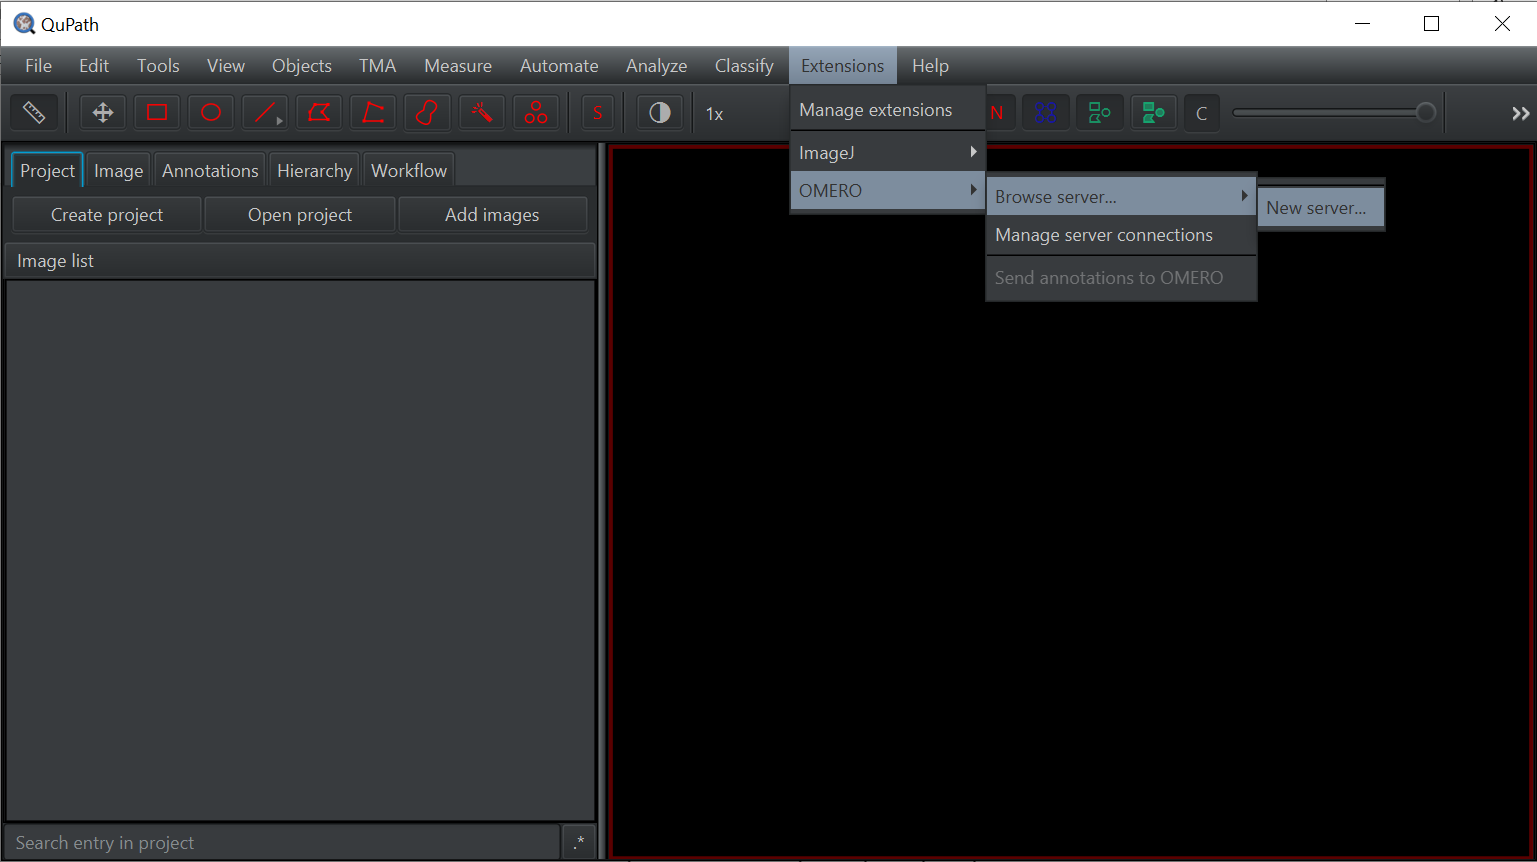 QuPath
File Edit Tools View Objects TMA Measure Automate Analyze Classify Extensions Help
S 1x N C
Manage extensions
ImageJ
OMERO
Browse server...
New server...
Manage server connections
Send annotations to OMERO
Project Image Annotations Hierarchy Workflow
Create project Open project Add images
Image list
Search entry in project .*